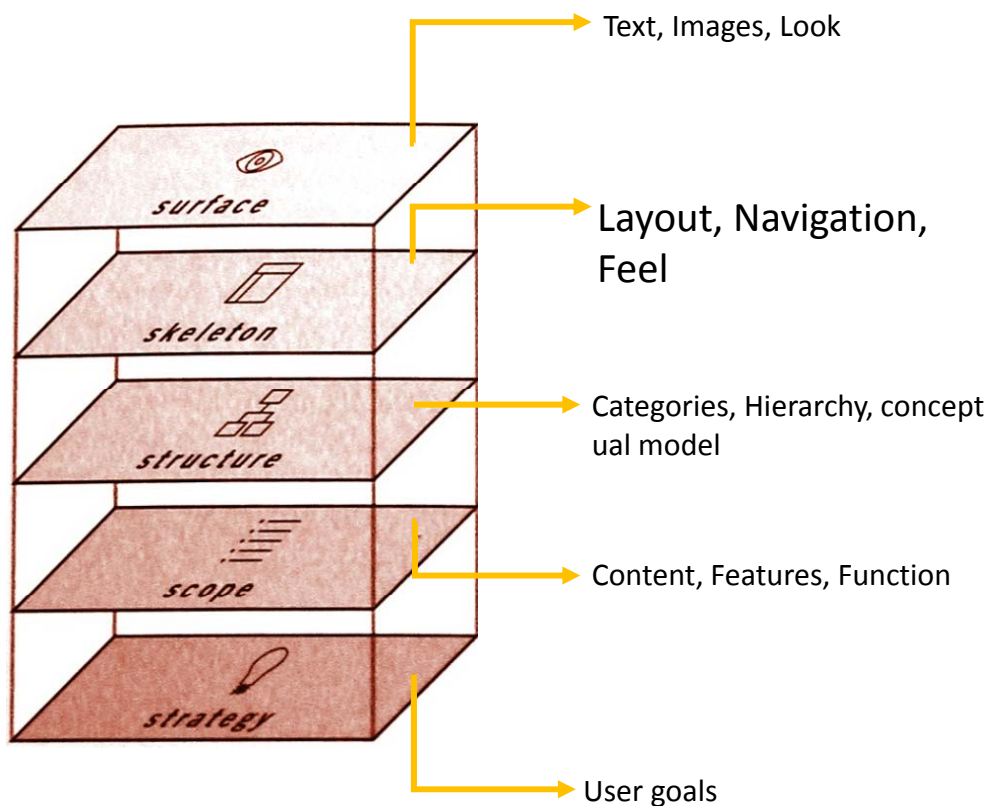 Text, Images, Look
surface
Layout, Navigation,
Feel
skeleton
Categories, Hierarchy, concept
ual model
structure
Content, Features, Function
scope
strategy
User goals